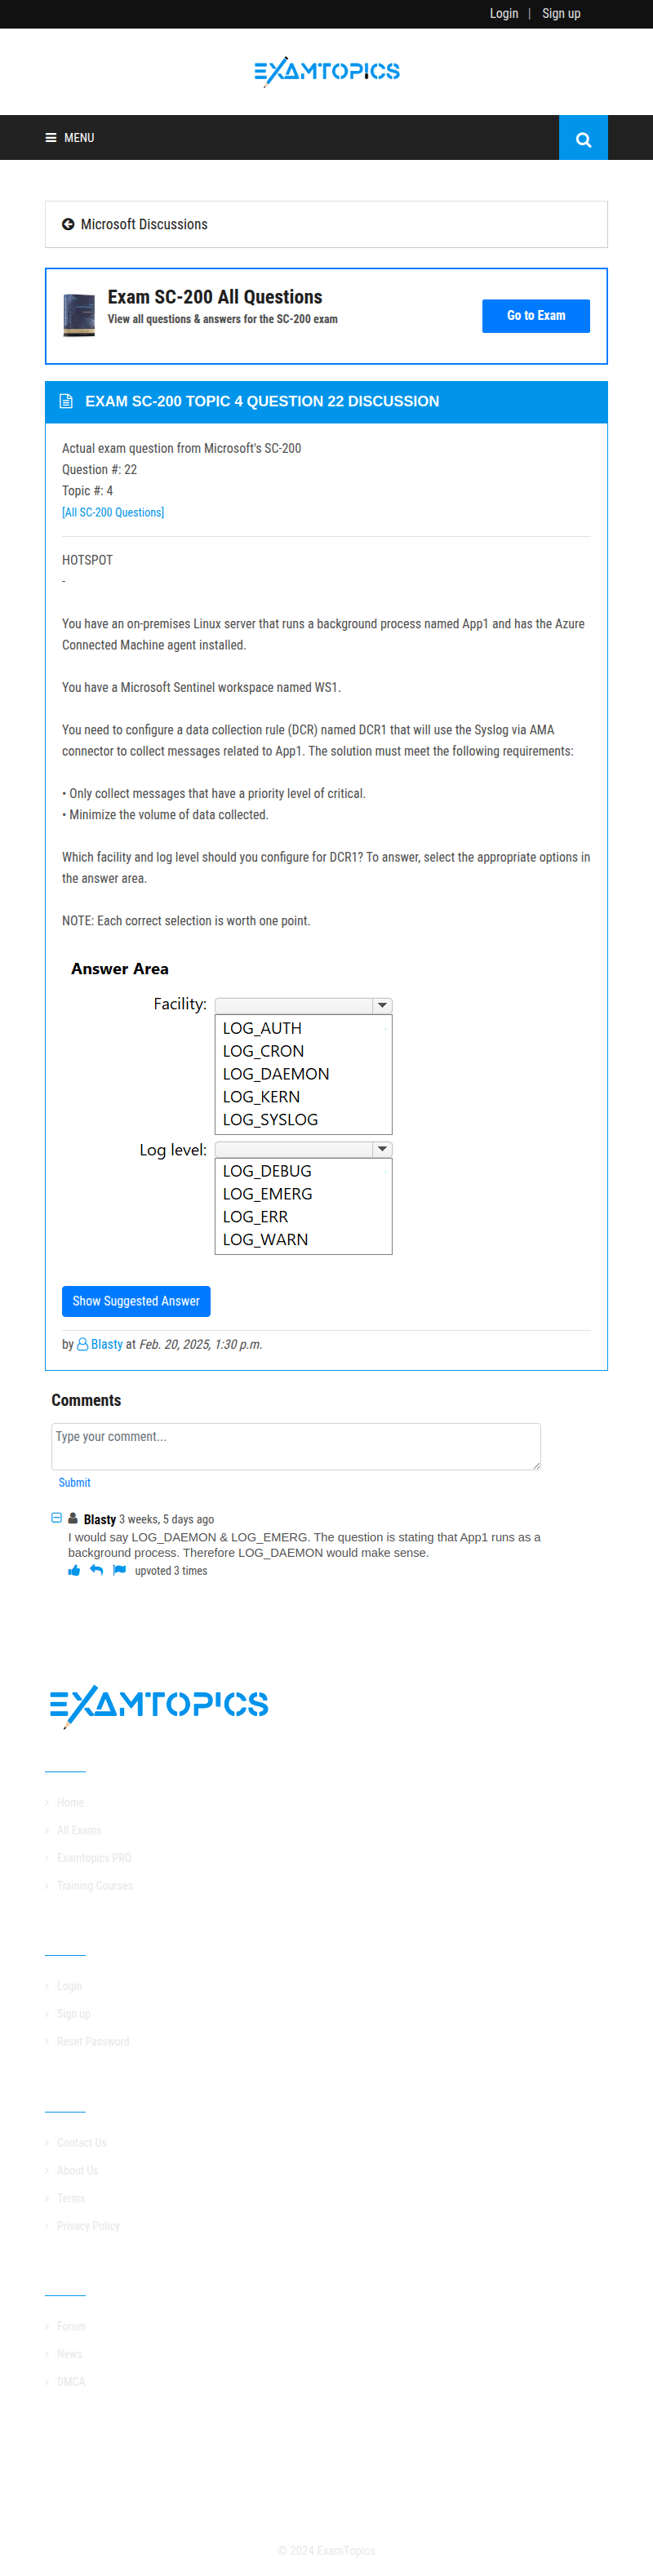 Login | Sign up
EXAMTOPICS
MENU
Microsoft Discussions
Exam SC-200 All Questions
View all questions & answers for the SC-200 exam
Go to Exam
EXAM SC-200 TOPIC 4 QUESTION 22 DISCUSSION
Actual exam question from Microsoft's SC-200
Question #: 22
Topic #: 4
[All SC-200 Questions]
HOTSPOT
-
You have an on-premises Linux server that runs a background process named App1 and has the Azure
Connected Machine agent installed.
You have a Microsoft Sentinel workspace named WS1.
You need to configure a data collection rule (DCR) named DCR1 that will use the Syslog via AMA
connector to collect messages related to App1. The solution must meet the following requirements:
• Only collect messages that have a priority level of critical.
• Minimize the volume of data collected.
Which facility and log level should you configure for DCR1? To answer, select the appropriate options in
the answer area.
NOTE: Each correct selection is worth one point.
Answer Area
Facility:
LOG_AUTH
LOG_CRON
LOG_DAEMON
LOG_KERN
LOG_SYSLOG
Log level:
LOG_DEBUG
LOG_EMERG
LOG_ERR
LOG_WARN
Show Suggested Answer
by Blasty at Feb. 20, 2025, 1:30 p.m.
Comments
Type your comment...
Submit
Blasty 3 weeks, 5 days ago
I would say LOG_DAEMON & LOG_EMERG. The question is stating that App1 runs as a
background process. Therefore LOG_DAEMON would make sense.
upvoted 3 times
EXAMTOPICS
Home
All Exams
Examtopics PRO
Training Courses
Login
Sign up
Reset Password
Contact Us
About Us
Terms
Privacy Policy
Forum
News
DMCA
© 2024 ExamTopics